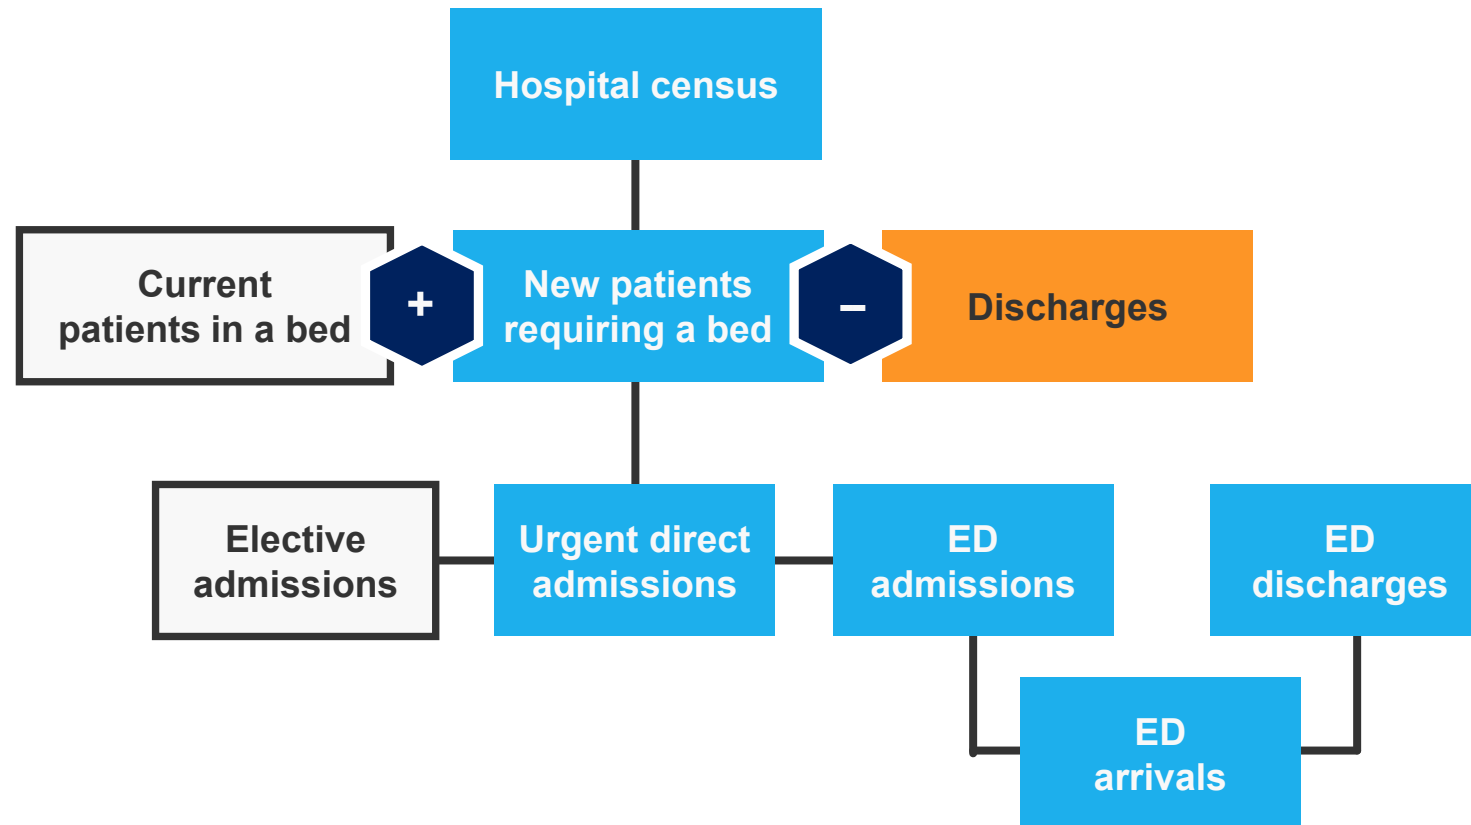 Hospital census
Current
patients in a bed
+
New patients
requiring a bed
–
Discharges
Elective
admissions
Urgent direct
admissions
ED
admissions
ED
discharges
ED
arrivals